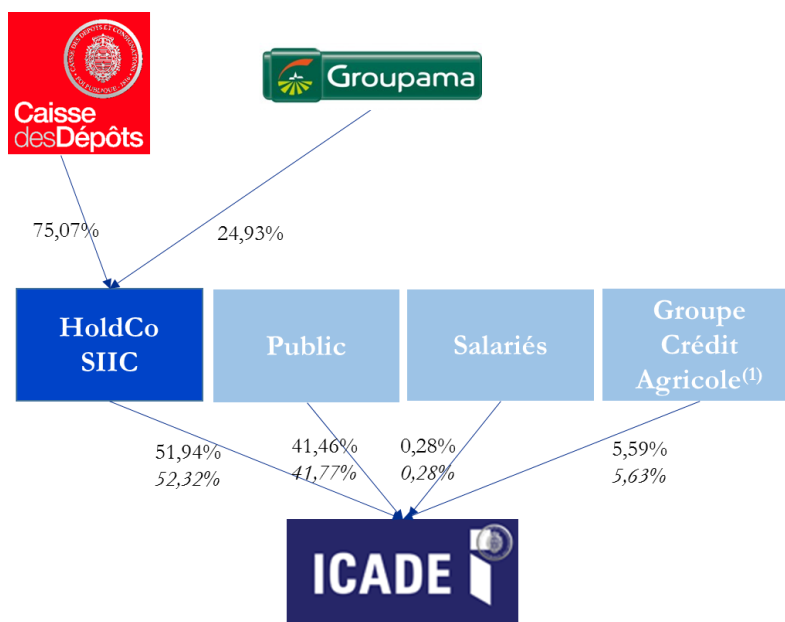 Caisse
desDépôts
Groupama
75,07%
24,93%
HoldCo
SIIC
Public
Salariés
Groupe
Crédit
Agricole(1)
51,94%
52,32%
41,46%
41,77%
0,28%
0,28%
5,59%
5,63%
ICADE